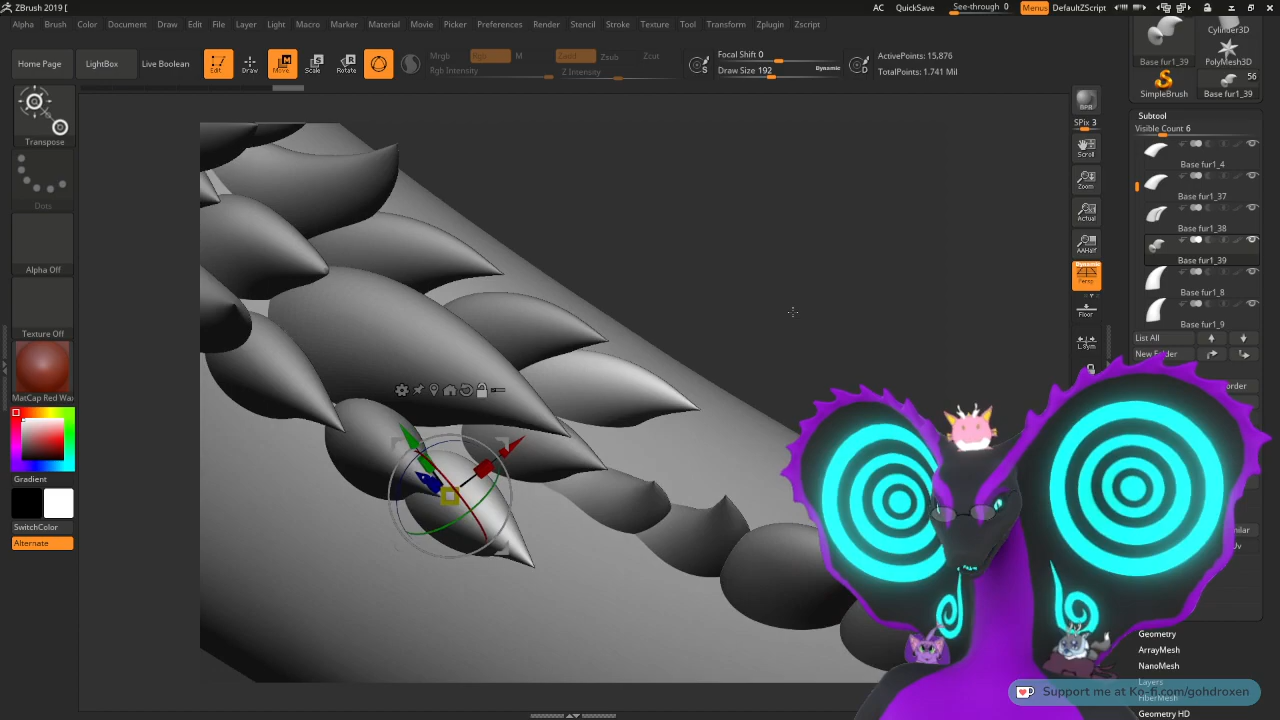 ZBrush 2019 [
AC
QuickSave
See-through 0
Menus
DefaultZScript
Alpha
Brush
Color
Document
Draw
Edit
File
Image
Layer
Light
Macro
Marker
Material
Movie
Picker
Preferences
Render
Stencil
Stroke
Texture
Tool
Transform
Zplugin
Zscript
Home Page
LightBox
Live Boolean
Edit
Draw
Move
Scale
Rotate
Mrgb
Rgb
M
Rgb Intensity
Zadd
Zsub
Zcut
Z Intensity
S
Focal Shift 0
Draw Size 192
Dynamic
D
ActivePoints: 15,876
TotalPoints: 1.741 Mil
Transpose
Dots
Alpha Off
Texture Off
MatCap Red Wa
Gradient
SwitchColor
Alternate
BPR
SPix 3
Scroll
Zoom
Actual
AAHalf
Dynamic
Persp
Floor
L.Sym
Base fur1_39
Cylinder3D
PolyMesh3D
SimpleBrush
56
Base fur1_39
Subtool
Visible Count 6
Base fur1_4
Base fur1_37
Base fur1_38
Base fur1_39
Base fur1_8
Base fur1_9
List All
New Folder
Geometry
ArrayMesh
NanoMesh
Layers
FiberMesh
Geometry HD
Support me at Ko-fi.com/gohdroxen